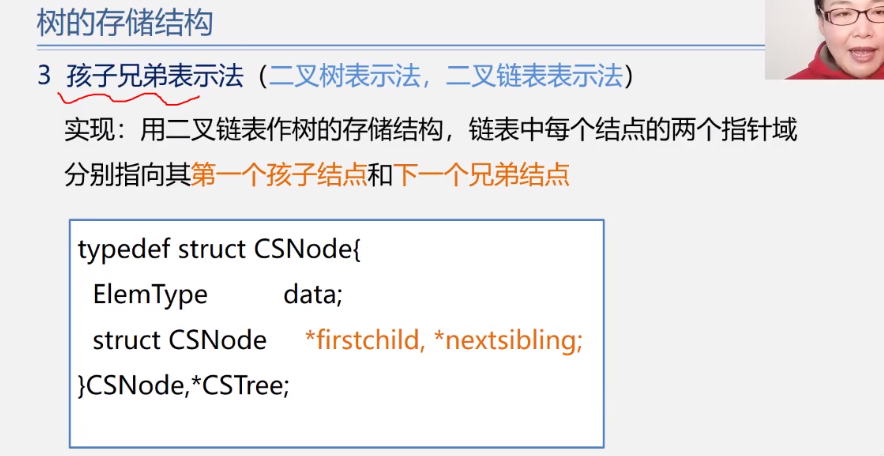 树的存储结构
3 孩子兄弟表示法（二叉树表示法，二叉链表表示法）
实现：用二叉链表作树的存储结构，链表中每个结点的两个指针域
分别指向其第一个孩子结点和下一个兄弟结点
typedef struct CSNode{
ElemType data;
struct CSNode *firstchild, *nextsibling;
}CSNode,*CSTree;